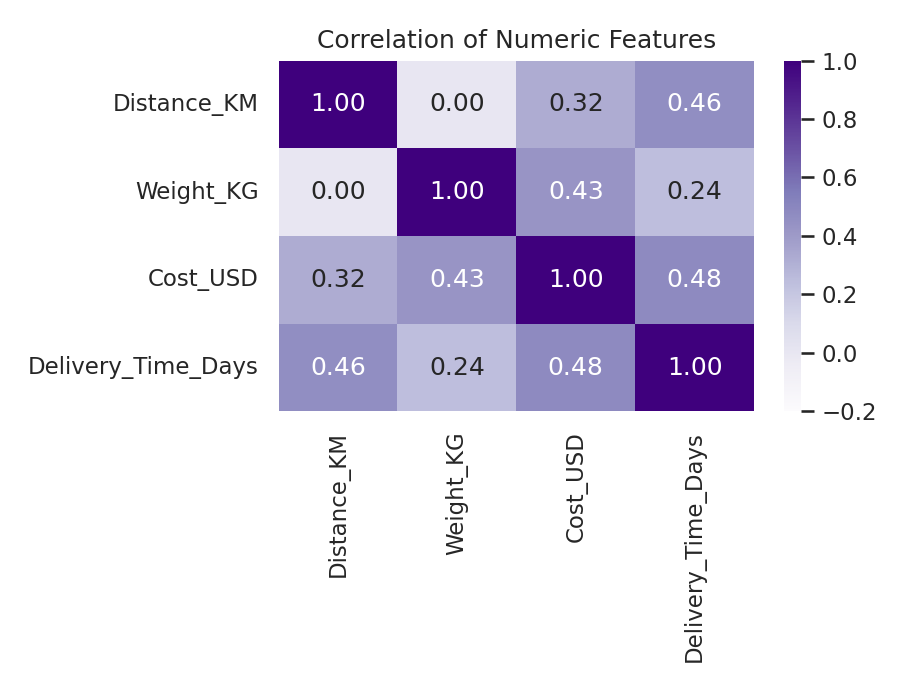 Correlation of Numeric Features
Distance_KM 1.00 0.00 0.32 0.46
Weight_KG 0.00 1.00 0.43 0.24
Cost_USD 0.32 0.43 1.00 0.48
Delivery_Time_Days 0.46 0.24 0.48 1.00
Distance_KM
Weight_KG
Cost_USD
Delivery_Time_Days
1.0
0.8
0.6
0.4
0.2
0.0
−0.2